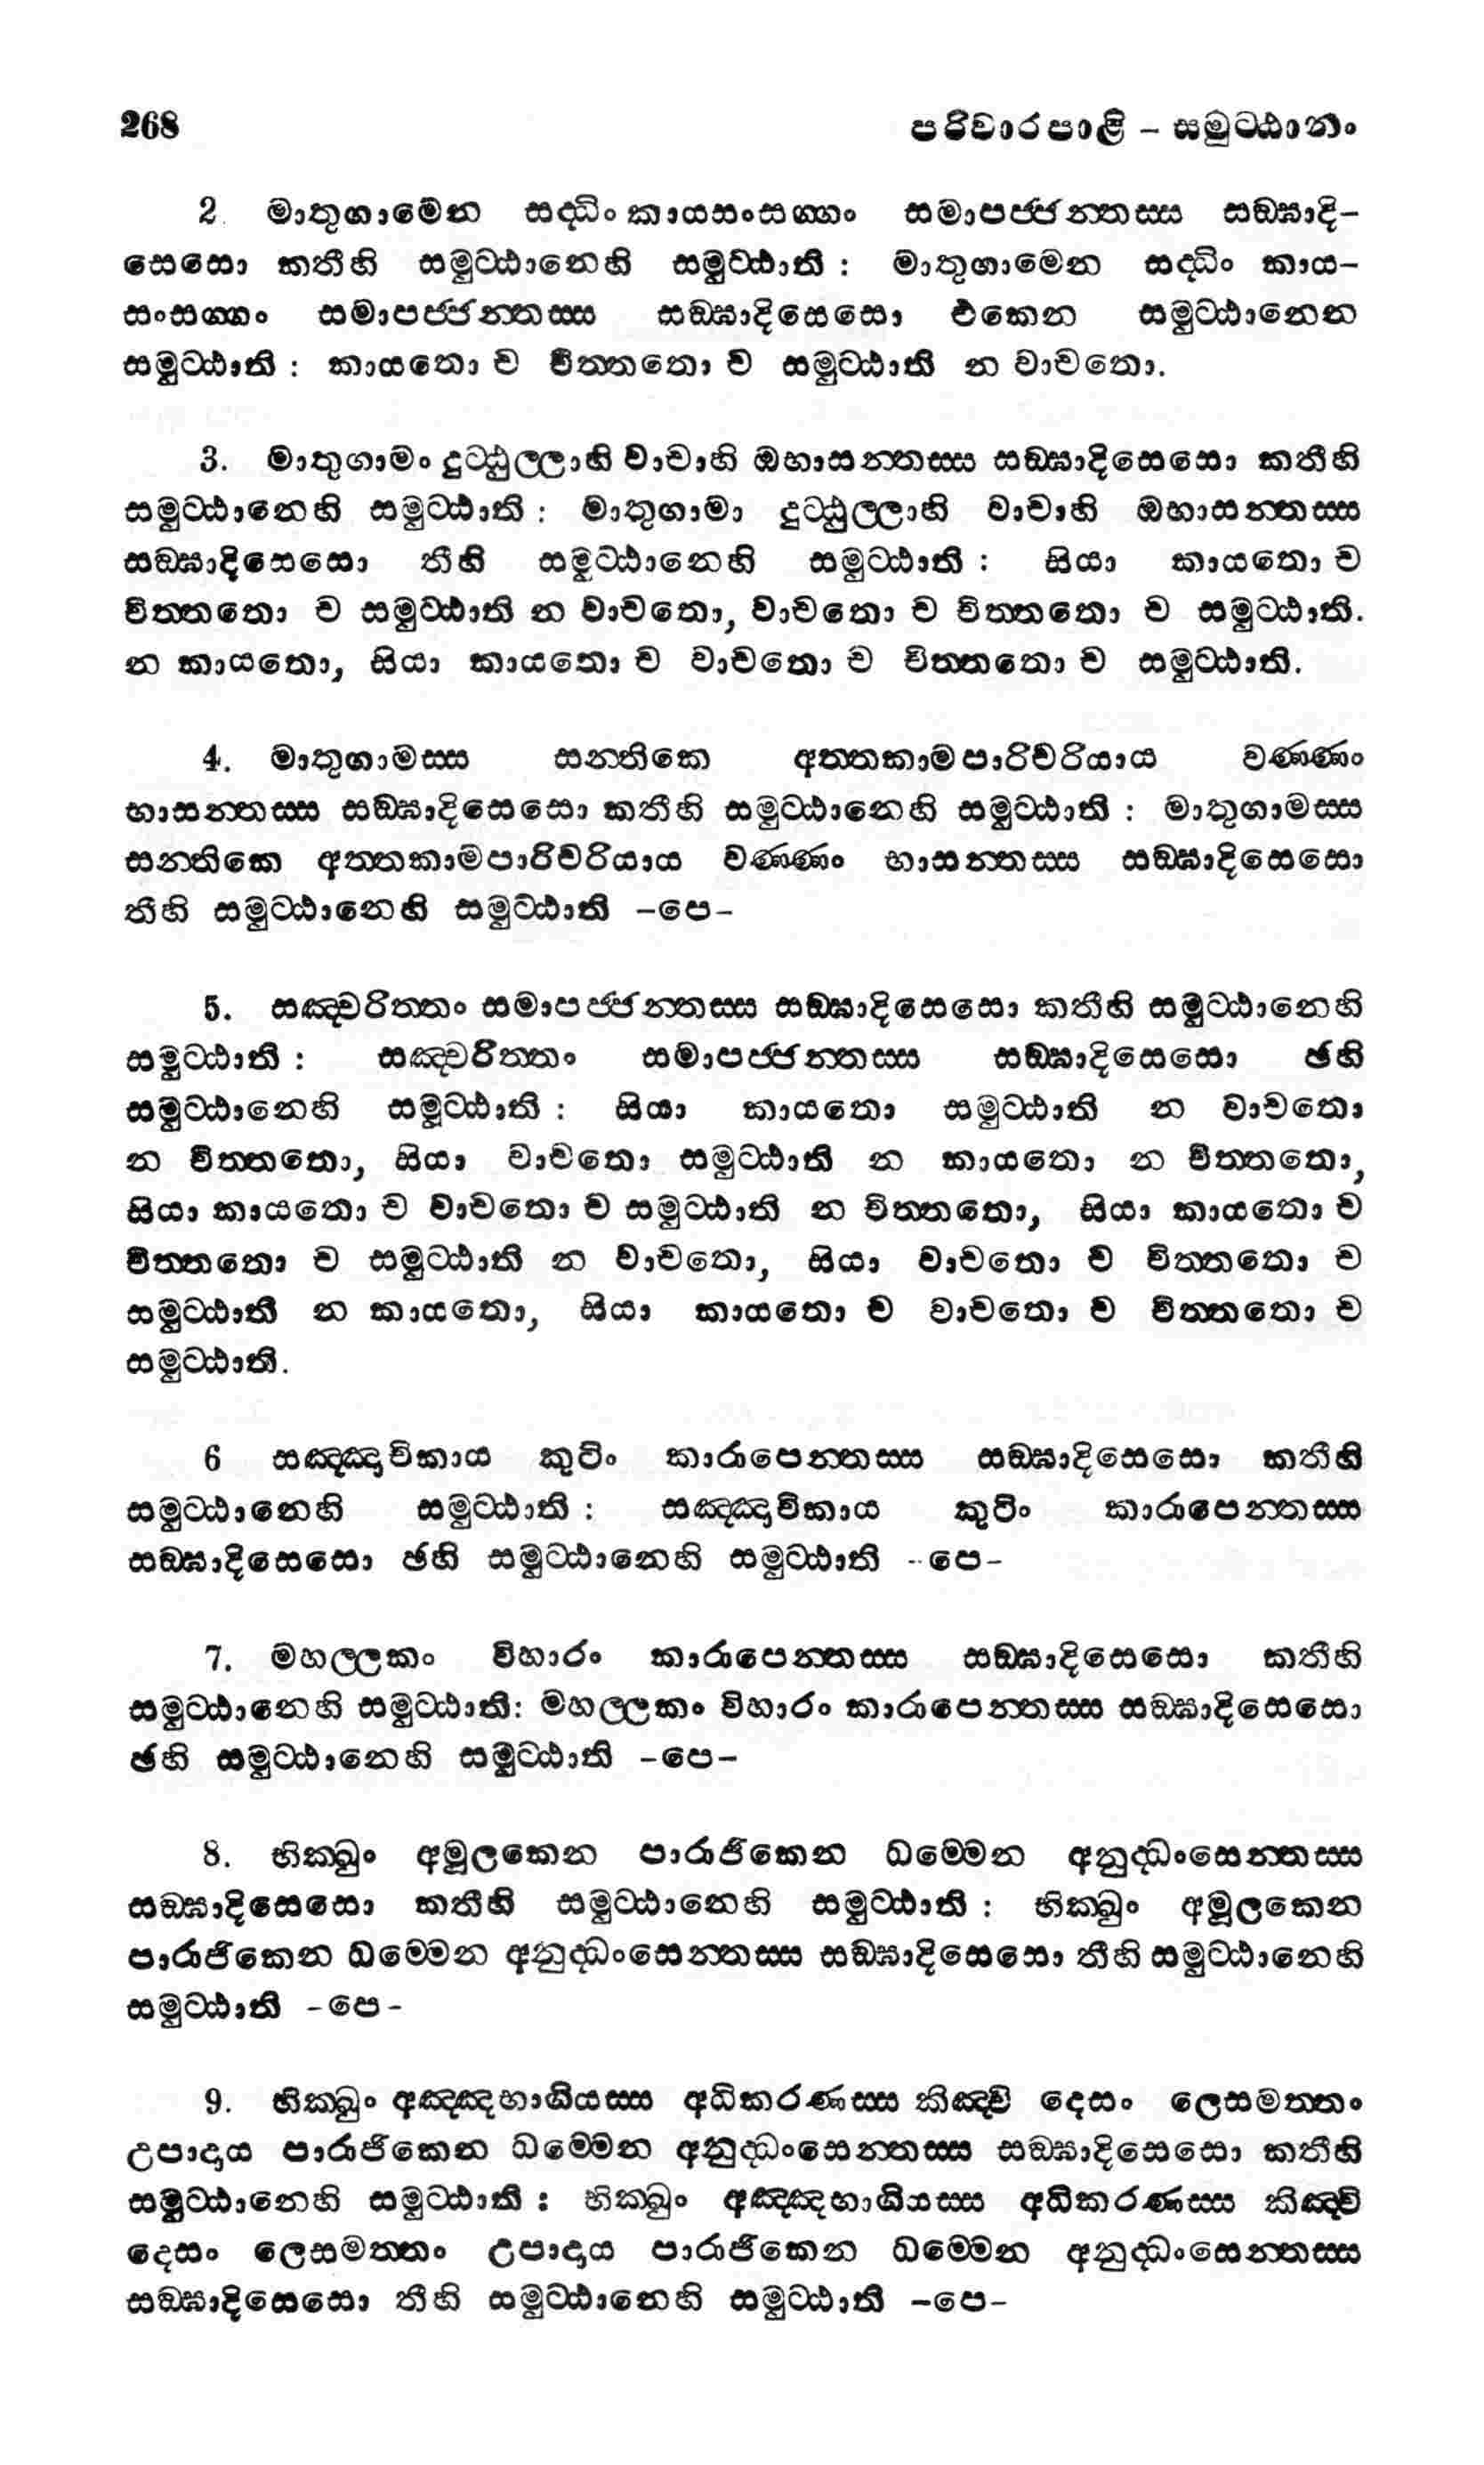 268 පරිවාරපාළි – සමුට්ඨානං
2. මාතුගාමෙන සද්ධිං කායසංසග්ගං සමාපජ්ජන්තස්ස සඞ්ඝාදි–
සෙසො කතීහි සමුට්ඨානෙහි සමුට්ඨාති : මාතුගාමෙන සද්ධිං කාය–
සංසග්ගං සමාපජ්ජන්තස්ස සඞ්ඝාදිසෙසො එකෙන සමුට්ඨානෙන
සමුට්ඨාති : කායතො ච චිත්තතො ච සමුට්ඨාති න වාචතො.
3. මාතුගාමං දුට්ඨුල්ලාහි වාචාහි ඔභාසන්තස්ස සඞ්ඝාදිසෙසො කතීහි
සමුට්ඨානෙහි සමුට්ඨාති : මාතුගාමා දුට්ඨුල්ලාහි වාචාහි ඔභාසන්තස්ස
සඞ්ඝාදිසෙසො තීහි සමුට්ඨානෙහි සමුට්ඨාති : සියා කායතො ච
චිත්තතො ච සමුට්ඨාති න වාචතො, වාචතො ච චිත්තතො ච සමුට්ඨාති.
න කායතො, සියා කායතො ච වාචතො ච චිත්තතො ච සමුට්ඨාති.
4. මාතුගාමස්ස සන්තිකෙ අත්තකාමපාරිචරියාය වණ්ණං
භාසන්තස්ස සඞ්ඝාදිසෙසො කතීහි සමුට්ඨානෙහි සමුට්ඨාති : මාතුගාමස්ස
සන්තිකෙ අත්තකාමපාරිචරියාය වණ්ණං භාසන්තස්ස සඞ්ඝාදිසෙසො
තීහි සමුට්ඨානෙහි සමුට්ඨාති –පෙ–
5. සඤ්චරිත්තං සමාපජ්ජන්තස්ස සඞ්ඝාදිසෙසො කතීහි සමුට්ඨානෙහි
සමුට්ඨාති : සඤ්චරිත්තං සමාපජ්ජන්තස්ස සඞ්ඝාදිසෙසො ඡහි
සමුට්ඨානෙහි සමුට්ඨාති : සියා කායතො සමුට්ඨාති න වාචතො
න චිත්තතො, සියා වාචතො සමුට්ඨාති න කායතො න චිත්තතො,
සියා කායතො ච වාචතො ච සමුට්ඨාති න චිත්තතො, සියා කායතො ච
චිත්තතො ච සමුට්ඨාති න වාචතො, සියා වාචතො ච චිත්තතො ච
සමුට්ඨාති න කායතො, සියා කායතො ච වාචතො ච චිත්තතො ච
සමුට්ඨාති.
6 සඤ්ඤාචිකාය කුටිං කාරාපෙන්තස්ස සඞ්ඝාදිසෙසො කතීහි
සමුට්ඨානෙහි සමුට්ඨාති : සඤ්ඤාචිකාය කුටිං කාරාපෙන්තස්ස
සඞ්ඝාදිසෙසො ඡහි සමුට්ඨානෙහි සමුට්ඨාති –පෙ–
7. මහල්ලකං විහාරං කාරාපෙන්තස්ස සඞ්ඝාදිසෙසො කතීහි
සමුට්ඨානෙහි සමුට්ඨාති: මහල්ලකං විහාරං කාරාපෙන්තස්ස සඞ්ඝාදිසෙසො
ඡහි සමුට්ඨානෙහි සමුට්ඨාති –පෙ–
8. භික්ඛුං අමූලකෙන පාරාජිකෙන ධම්මෙන අනුද්ධංසෙන්තස්ස
සඞ්ඝාදිසෙසො කතීහි සමුට්ඨානෙහි සමුට්ඨාති : භික්ඛුං අමූලකෙන
පාරාජිකෙන ධම්මෙන අනුද්ධංසෙන්තස්ස සඞ්ඝාදිසෙසො තීහි සමුට්ඨානෙහි
සමුට්ඨාති –පෙ–
9. භික්ඛුං අඤ්ඤභාගියස්ස අධිකරණස්ස කිඤ්චි දෙසං ලෙසමත්තං
උපාදාය පාරාජිකෙන ධම්මෙන අනුද්ධංසෙන්තස්ස සඞ්ඝාදිසෙසො කතීහි
සමුට්ඨානෙහි සමුට්ඨාති : භික්ඛුං අඤ්ඤභාගියස්ස අධිකරණස්ස කිඤ්චි
දෙසං ලෙසමත්තං උපාදාය පාරාජිකෙන ධම්මෙන අනුද්ධංසෙන්තස්ස
සඞ්ඝාදිසෙසො තීහි සමුට්ඨානෙහි සමුට්ඨාති –පෙ–